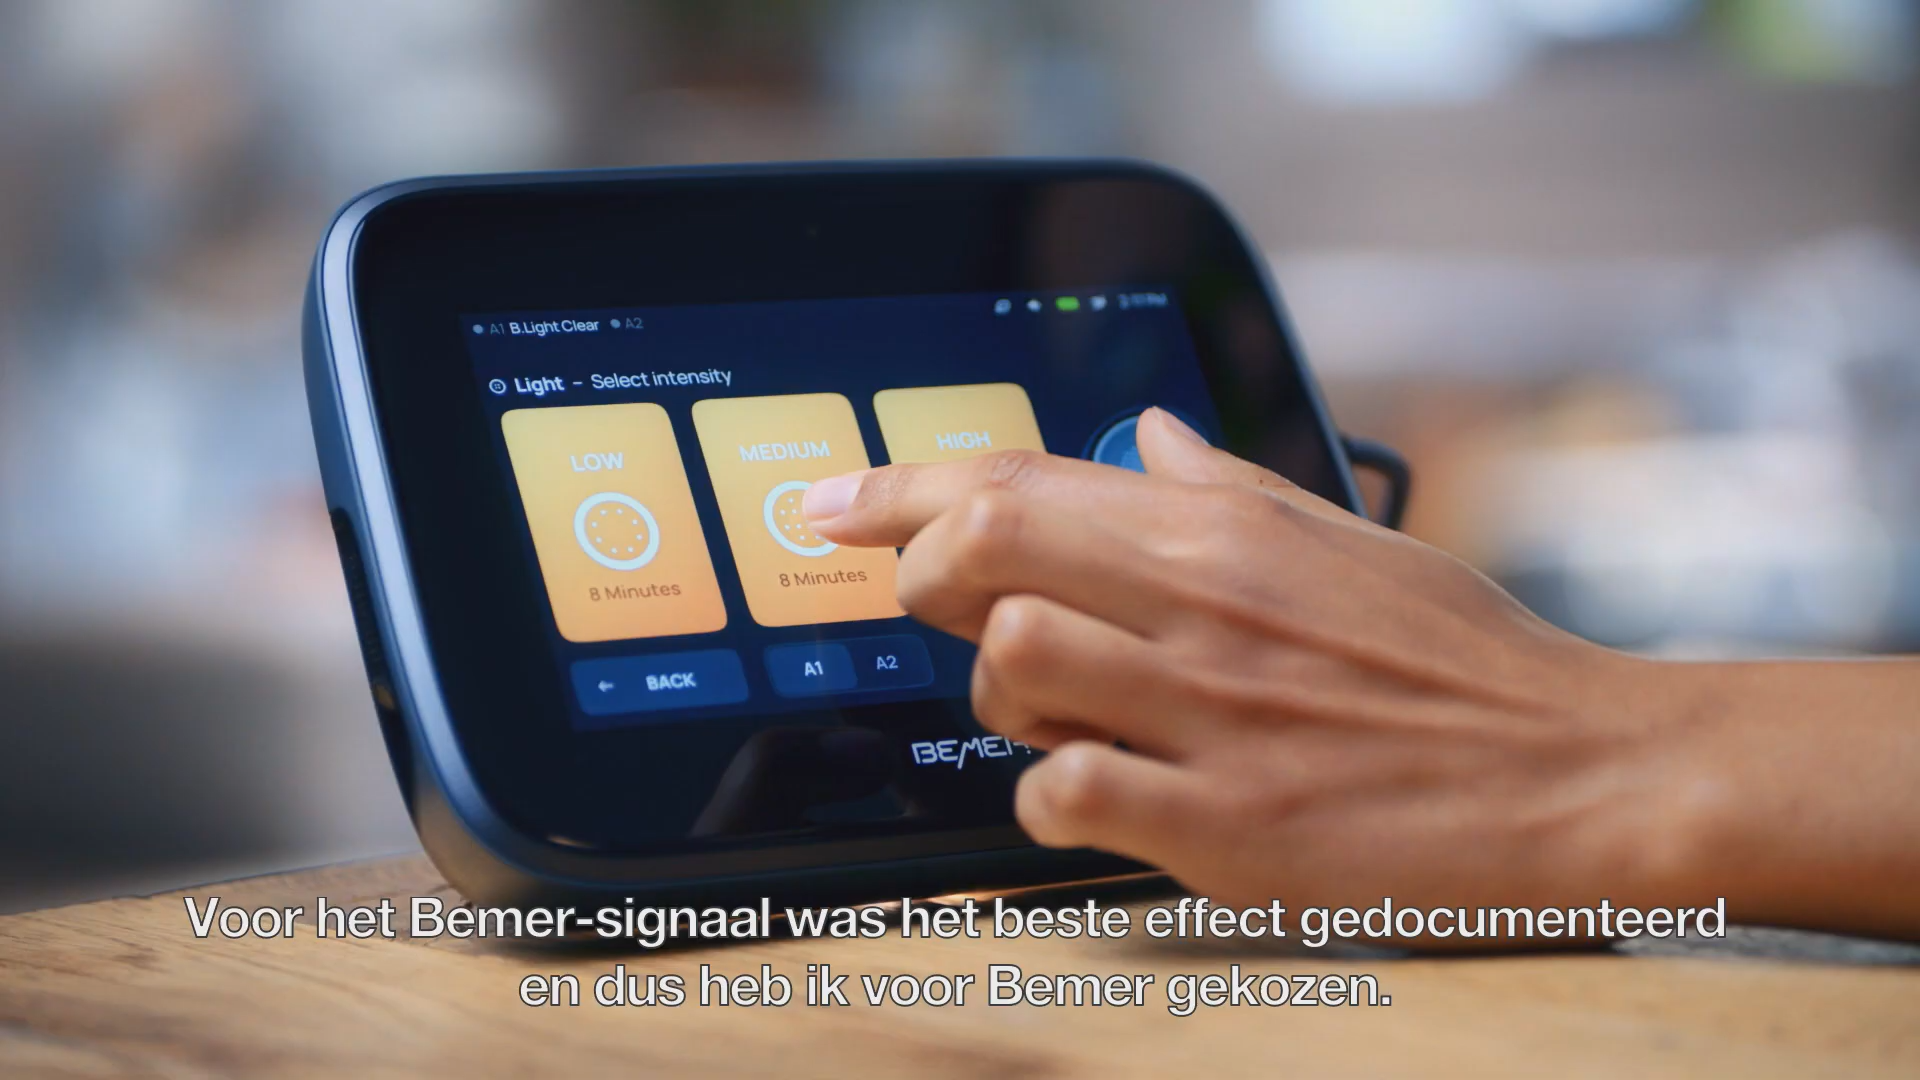 A1 B.Light Clear A2
Light – Select intensity
LOW
8 Minutes
MEDIUM
8 Minutes
HIGH
← BACK
A1
A2
Voor het Bemer-signaal was het beste effect gedocumenteerd
en dus heb ik voor Bemer gekozen.